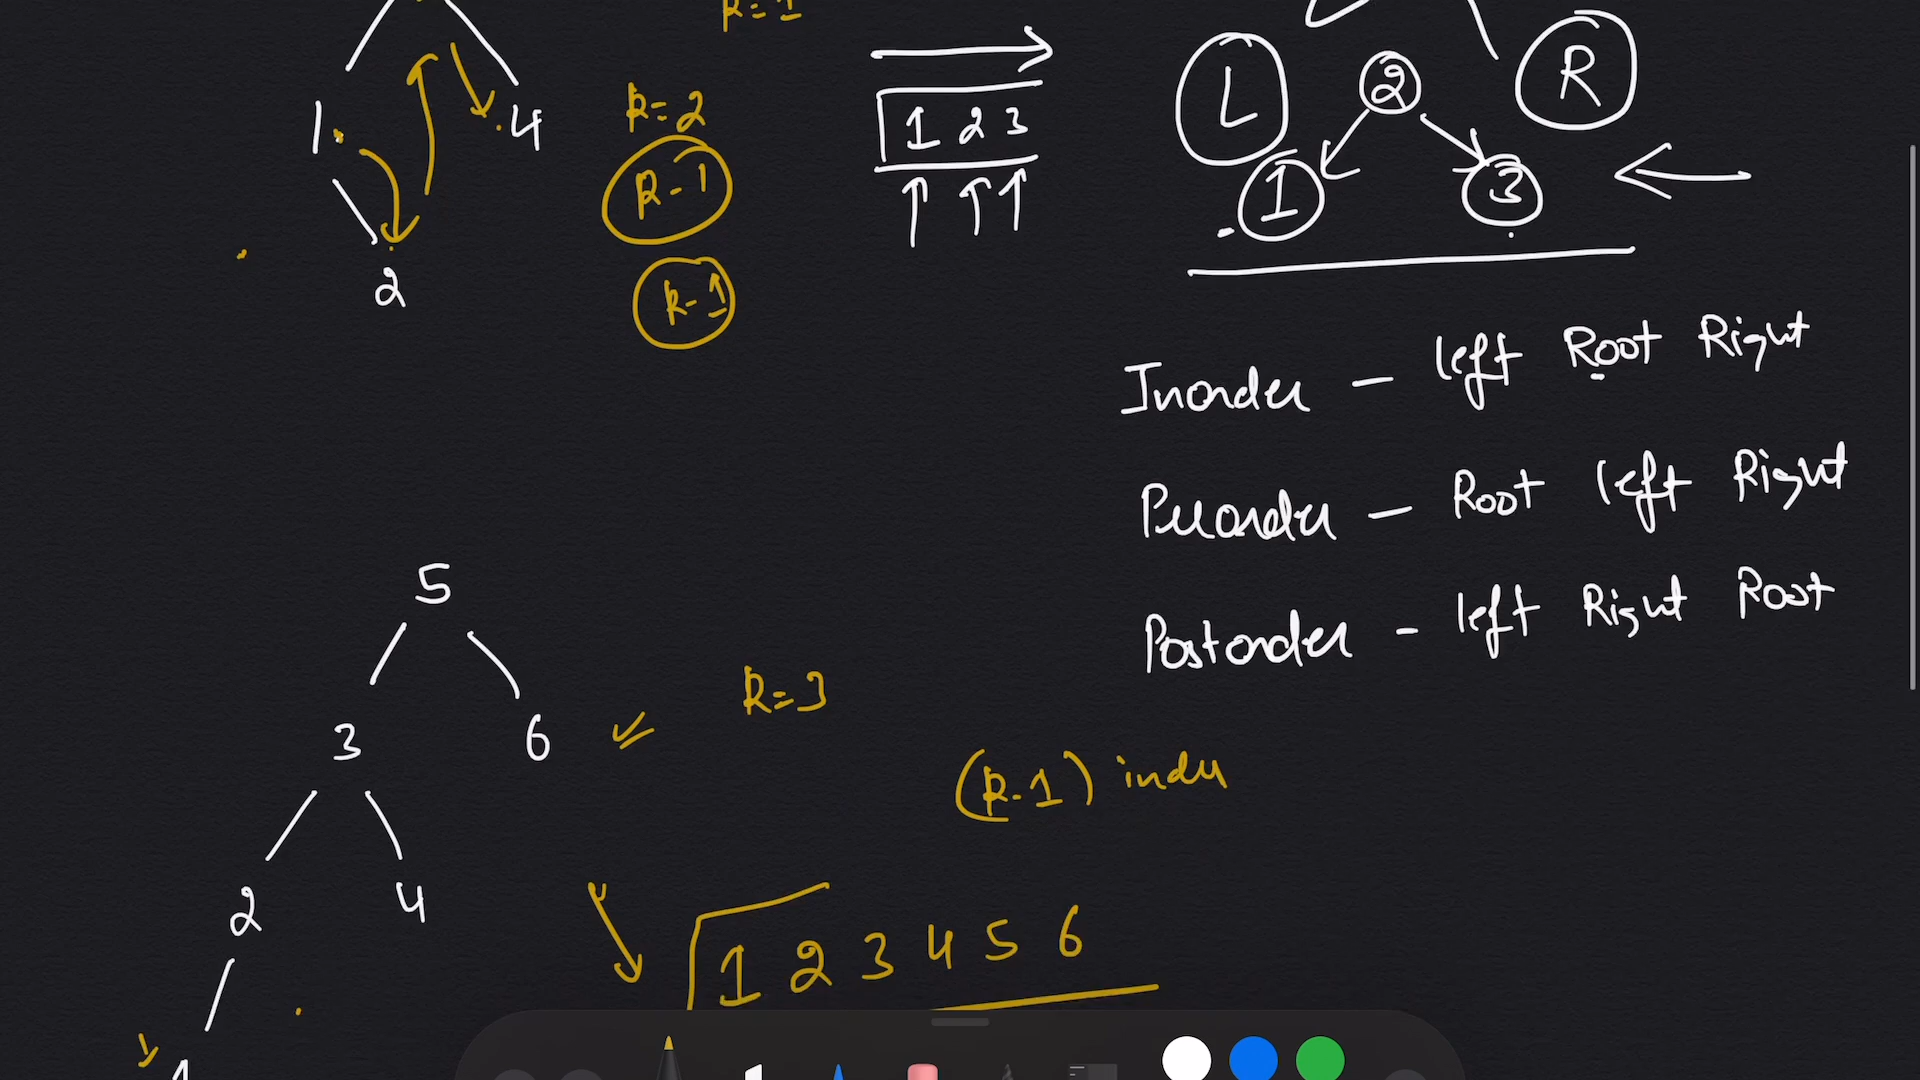 K=1
1 4
K=2
K-1
2
K-1
1 2 3
L 2 R
1 3
Inorder - left Root Right
Preorder - Root left Right
Postorder - left Right Root
5
3 6
K=3
(K-1) index
2 4
1 2 3 4 5 6
1